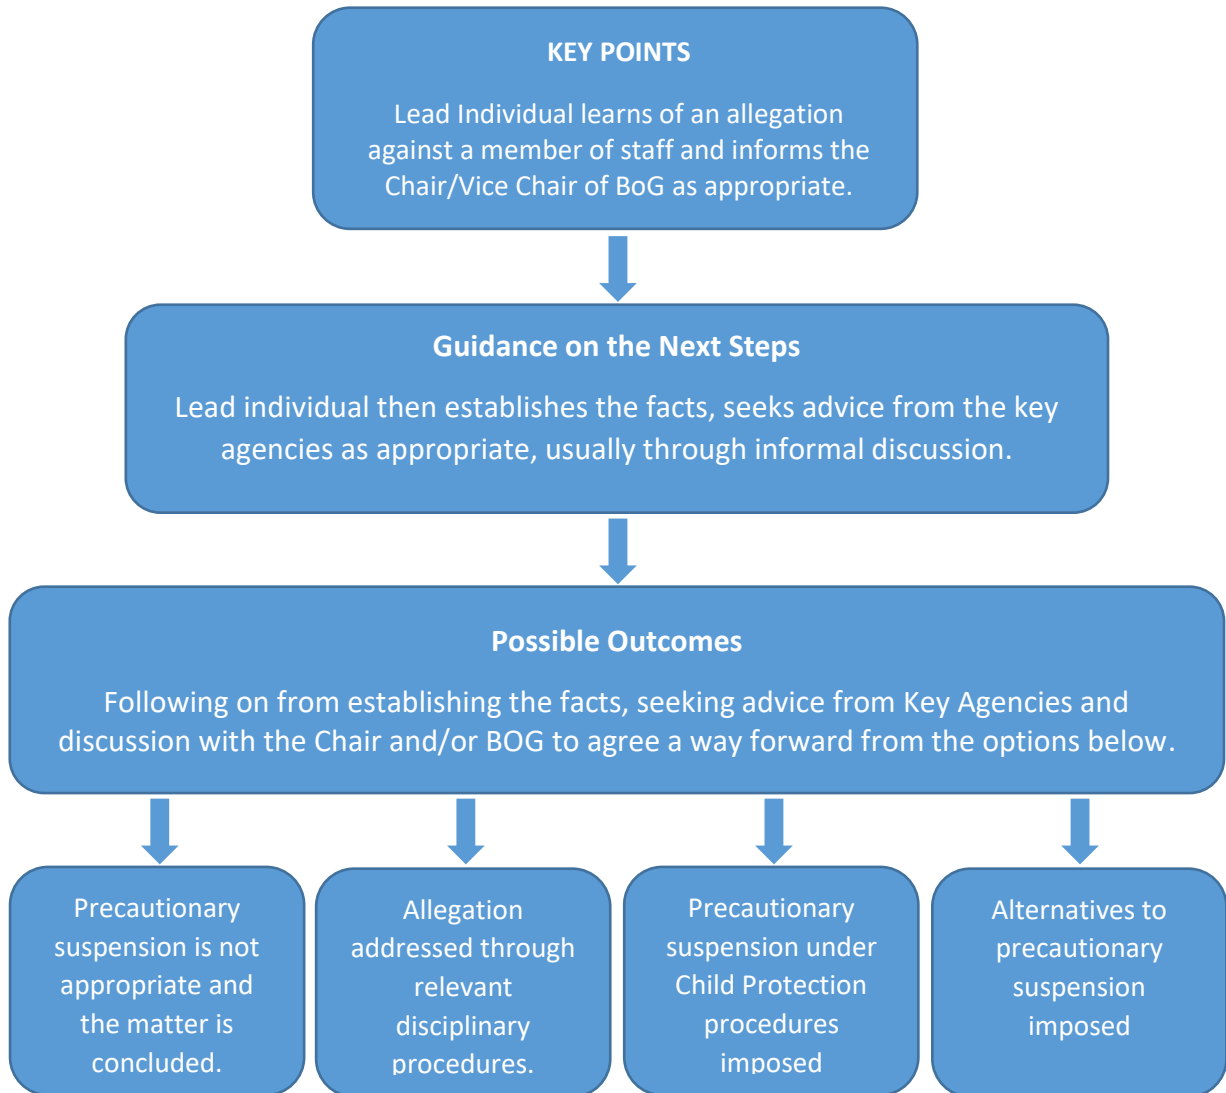 KEY POINTS
Lead Individual learns of an allegation
against a member of staff and informs the
Chair/Vice Chair of BoG as appropriate.
Guidance on the Next Steps
Lead individual then establishes the facts, seeks advice from the key
agencies as appropriate, usually through informal discussion.
Possible Outcomes
Following on from establishing the facts, seeking advice from Key Agencies and
discussion with the Chair and/or BOG to agree a way forward from the options below.
Precautionary
suspension is not
appropriate and
the matter is
concluded.
Allegation
addressed through
relevant
disciplinary
procedures.
Precautionary
suspension under
Child Protection
procedures
imposed
Alternatives to
precautionary
suspension
imposed